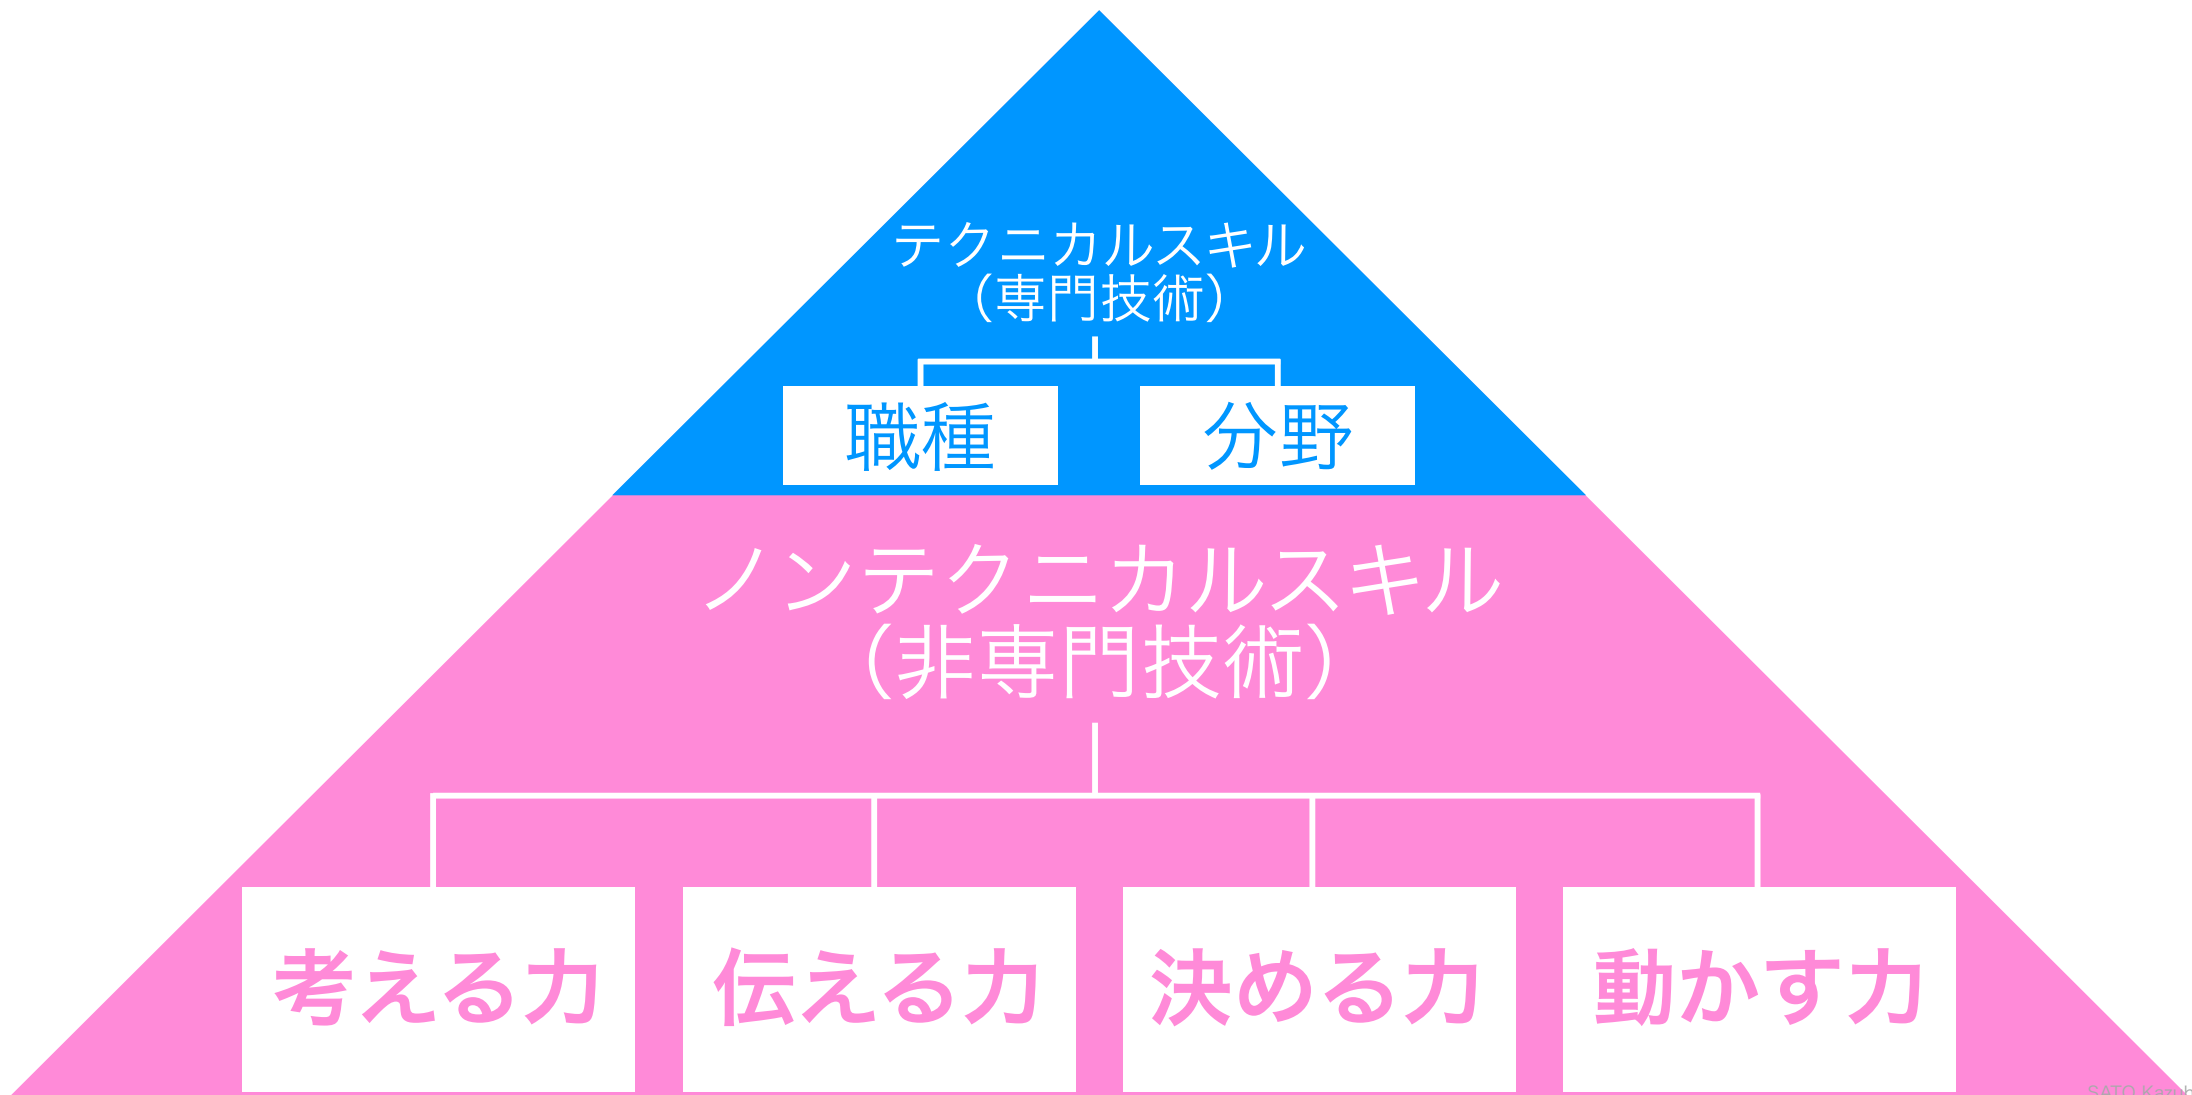 テクニカルスキル
（専門技術）
職種 分野
ノンテクニカルスキル
（非専門技術）
考える力 伝える力 決める力 動かす力
SATO